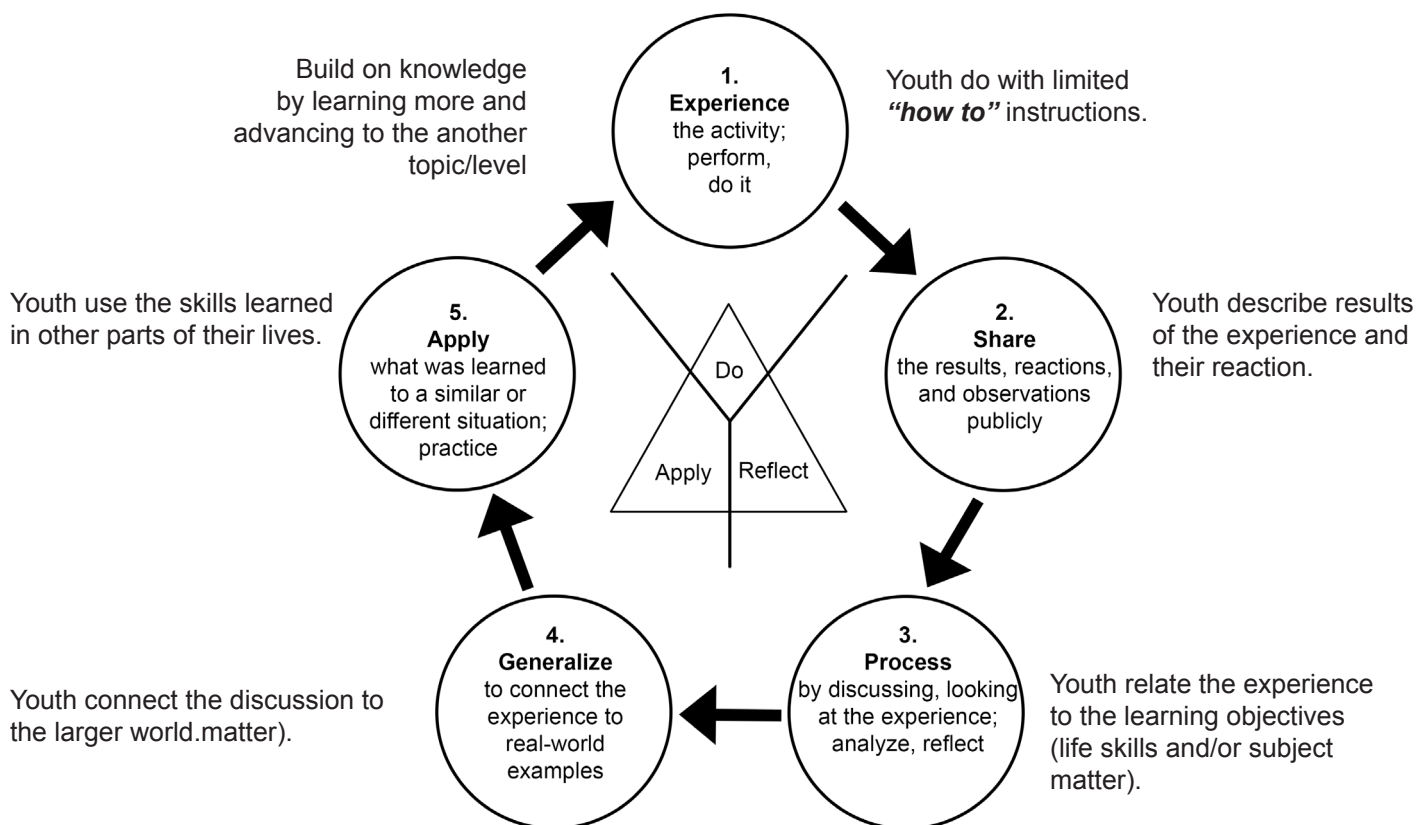 Build on knowledge
by learning more and
advancing to the another
topic/level
1.
Experience
the activity;
perform,
do it
Youth do with limited
“how to” instructions.
Youth use the skills learned
in other parts of their lives.
5.
Apply
what was learned
to a similar or
different situation;
practice
Do
Apply
Reflect
2.
Share
the results, reactions,
and observations
publicly
Youth describe results
of the experience and
their reaction.
Youth connect the discussion to
the larger world.matter).
4.
Generalize
to connect the
experience to
real-world
examples
3.
Process
by discussing, looking
at the experience;
analyze, reflect
Youth relate the experience
to the learning objectives
(life skills and/or subject
matter).